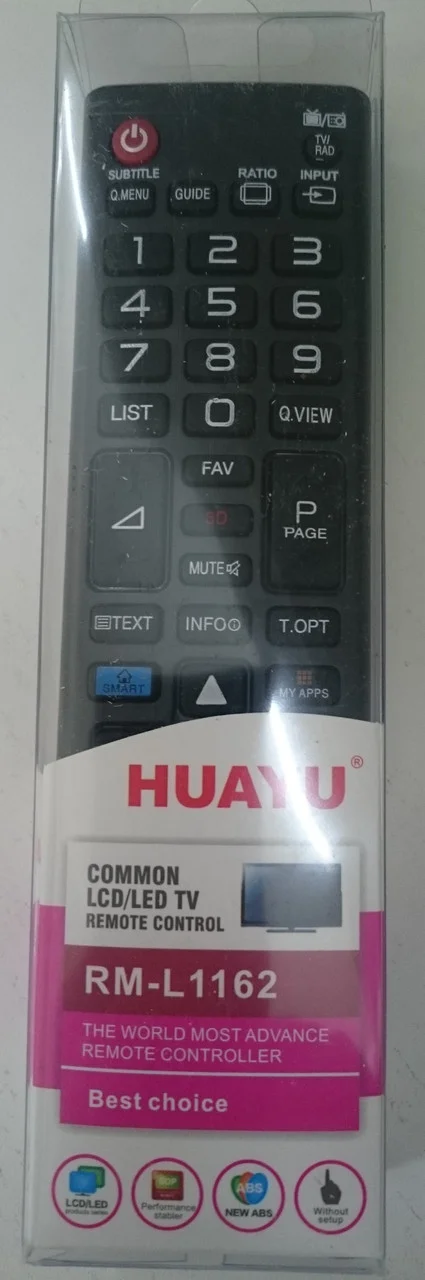 TV/
RAD
SUBTITLE
RATIO
INPUT
Q.MENU
GUIDE
1 2 3
4 5 6
7 8 9
LIST 0 Q.VIEW
FAV
3D
P
PAGE
MUTE
TEXT INFO T.OPT
SMART
MY APPS
HUAYU®
COMMON
LCD/LED TV
REMOTE CONTROL
RM-L1162
THE WORLD MOST ADVANCE
REMOTE CONTROLLER
Best choice
LCD/LED
products series
Performance
stabler
ABS
NEW ABS
Without
setup